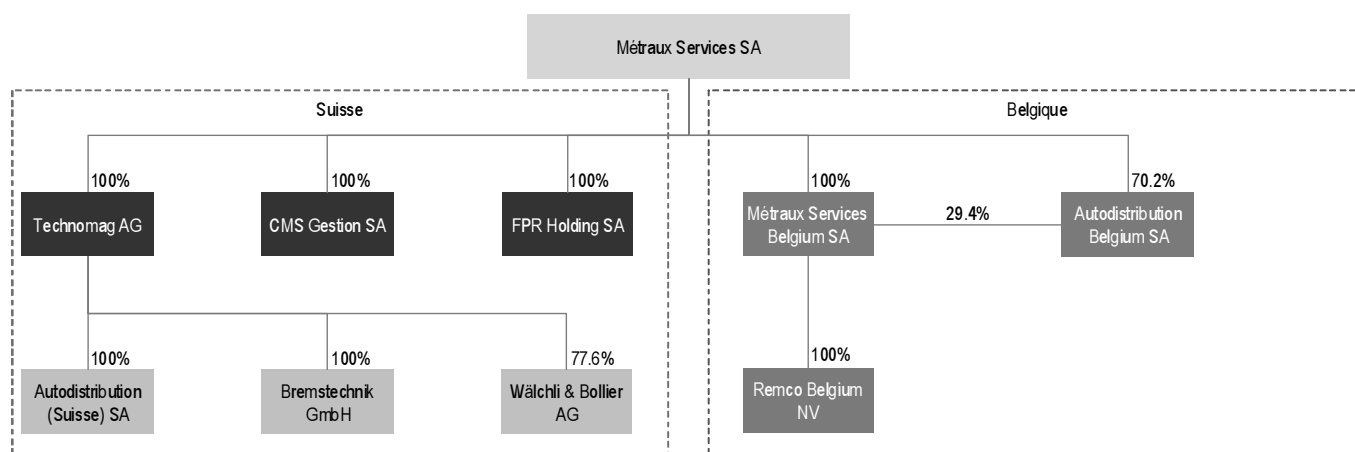 Métraux Services SA
Suisse
Belgique
100%
100%
100%
100%
70.2%
Technomag AG
CMS Gestion SA
FPR Holding SA
Métraux Services
Belgium SA
29.4%
Autodistribution
Belgium SA
100%
100%
77.6%
100%
Autodistribution
(Suisse) SA
Bremstechnik
GmbH
Wälchli & Bollier
AG
Remco Belgium
NV